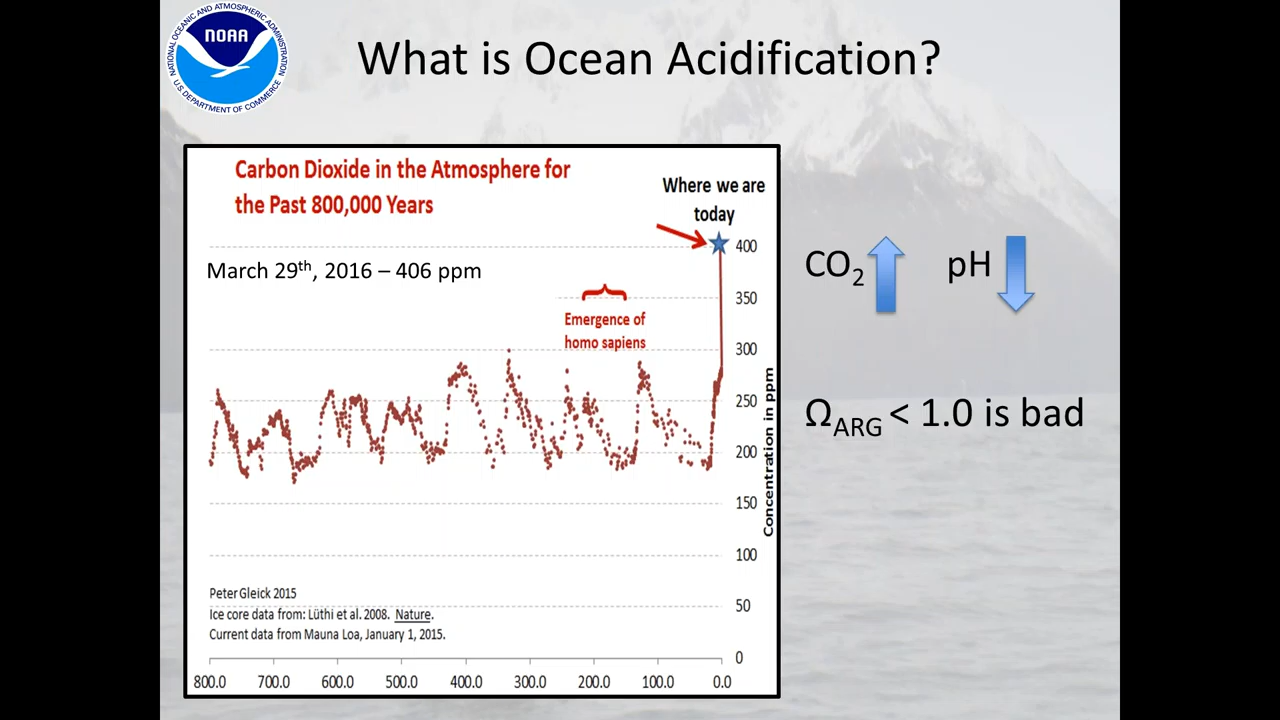 NATIONAL OCEANIC AND ATMOSPHERIC ADMINISTRATION
NOAA
U.S. DEPARTMENT OF COMMERCE
What is Ocean Acidification?
Carbon Dioxide in the Atmosphere for
the Past 800,000 Years
Where we are
today
March 29th, 2016 – 406 ppm
Emergence of
homo sapiens
400
350
300
250
200
150
100
50
0
Concentration in ppm
Peter Gleick 2015
Ice core data from: Lüthi et al. 2008. Nature.
Current data from Mauna Loa, January 1, 2015.
800.0 700.0 600.0 500.0 400.0 300.0 200.0 100.0 0.0
CO2 pH
ΩARG < 1.0 is bad